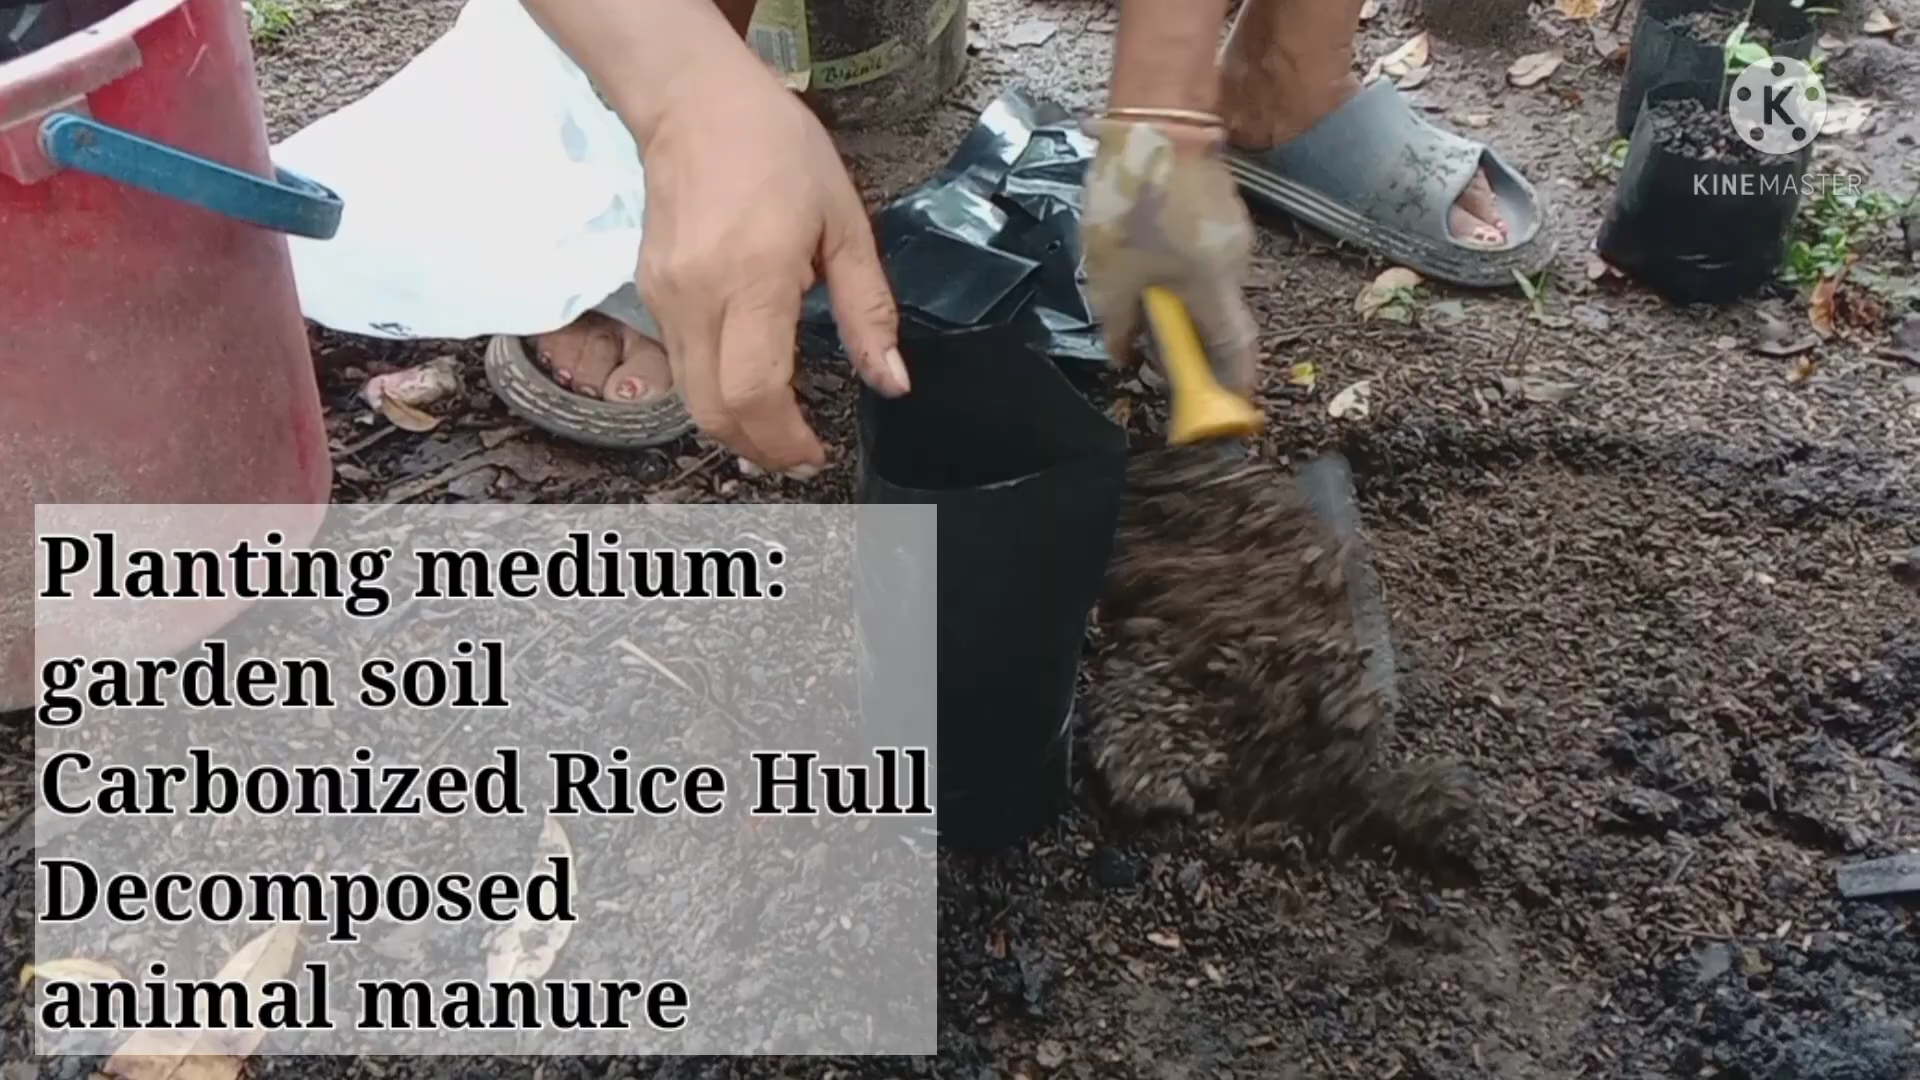 K
KINEMASTER
Planting medium:
garden soil
Carbonized Rice Hull
Decomposed
animal manure